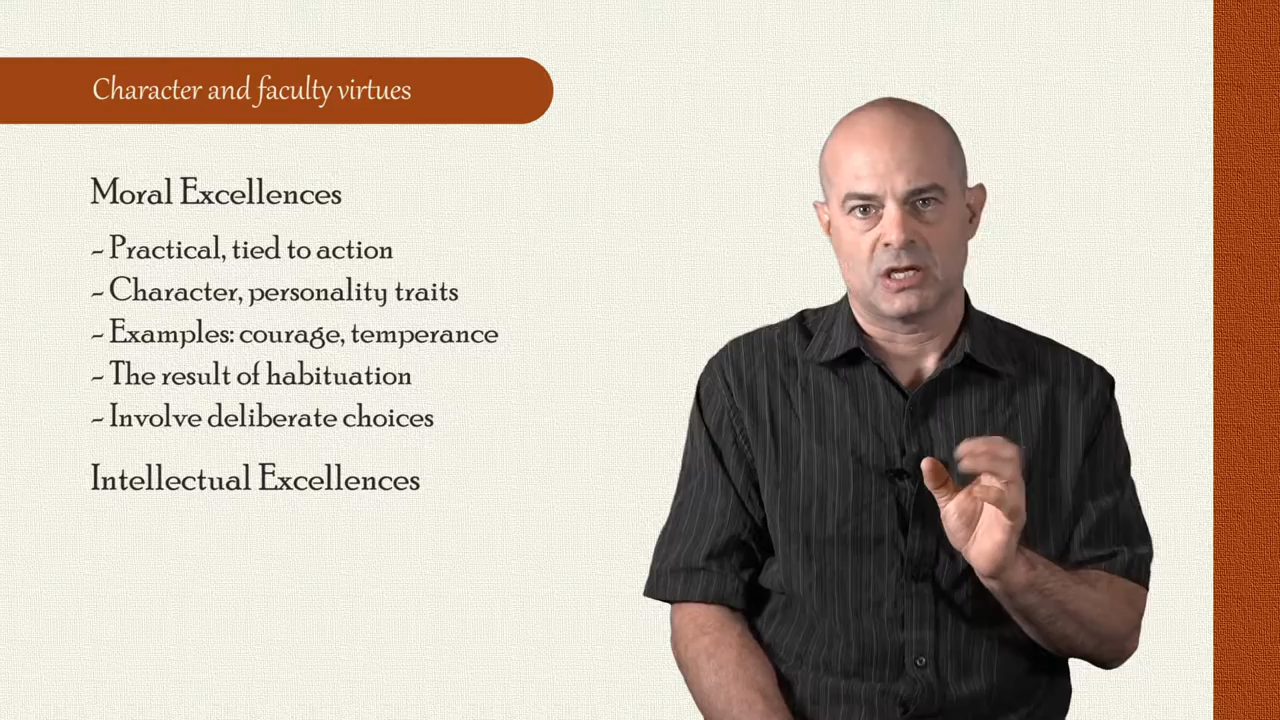 Character and faculty virtues
Moral Excellences
- Practical, tied to action
- Character, personality traits
- Examples: courage, temperance
- The result of habituation
- Involve deliberate choices
Intellectual Excellences